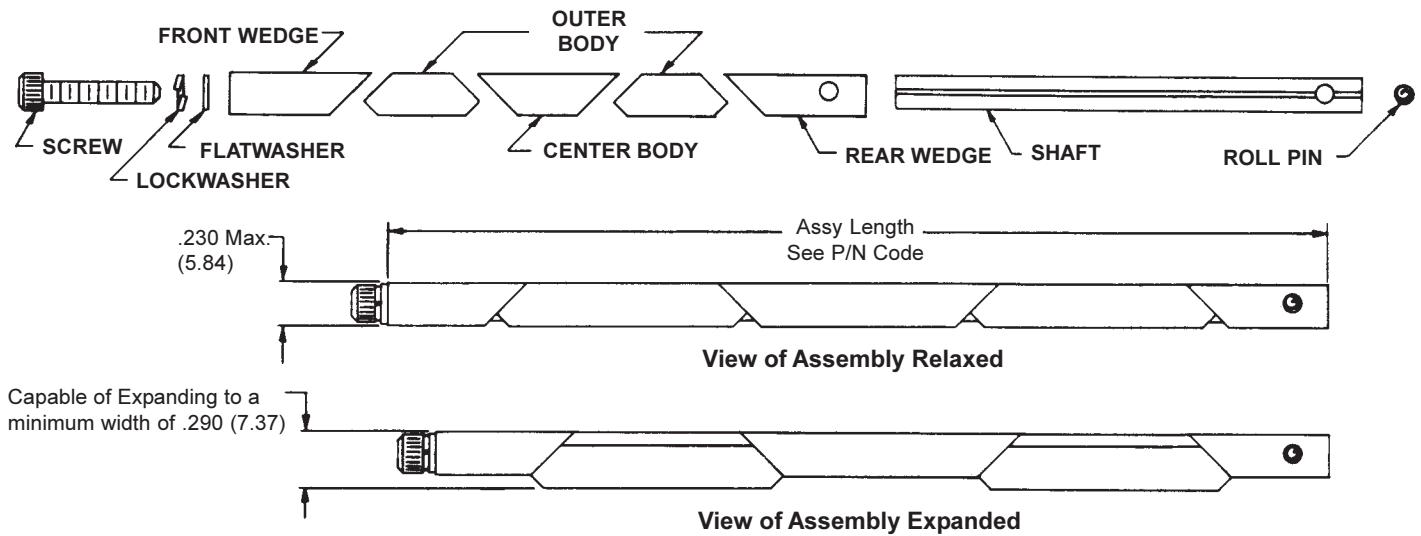 OUTER
BODY
FRONT WEDGE
SCREW
FLATWASHER
LOCKWASHER
CENTER BODY
REAR WEDGE
SHAFT
ROLL PIN
.230 Max.
(5.84)
Assy Length
See P/N Code
View of Assembly Relaxed
Capable of Expanding to a
minimum width of .290 (7.37)
View of Assembly Expanded